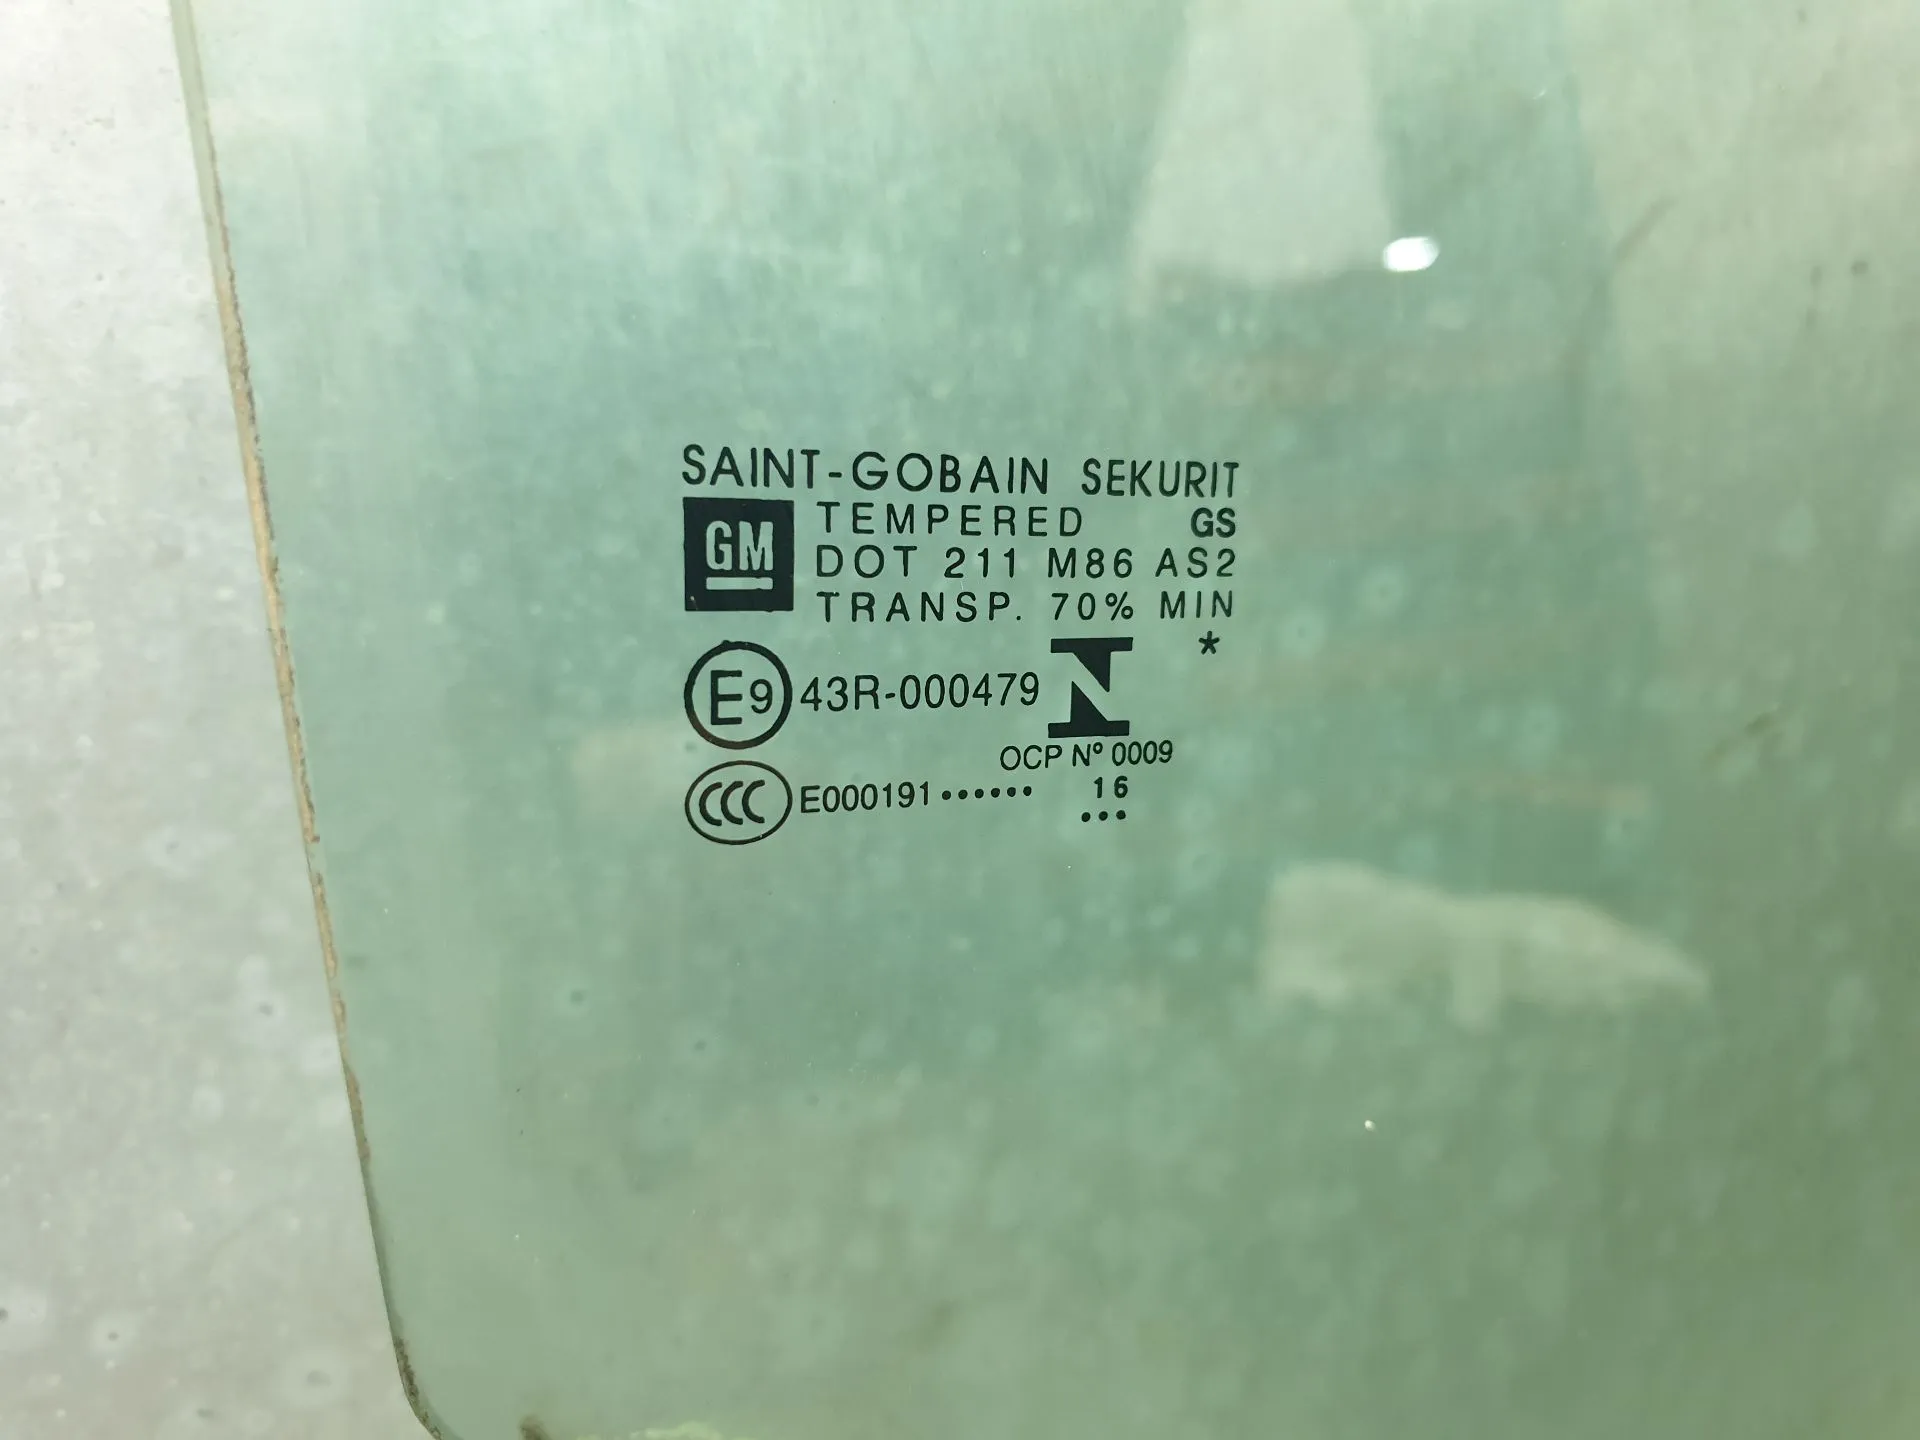 SAINT-GOBAIN SEKURIT
GM
TEMPERED GS
DOT 211 M86 AS2
TRANSP. 70% MIN
*
E9 43R-000479 N
OCP Nº 0009
CCC E000191 •••••• 16
•••